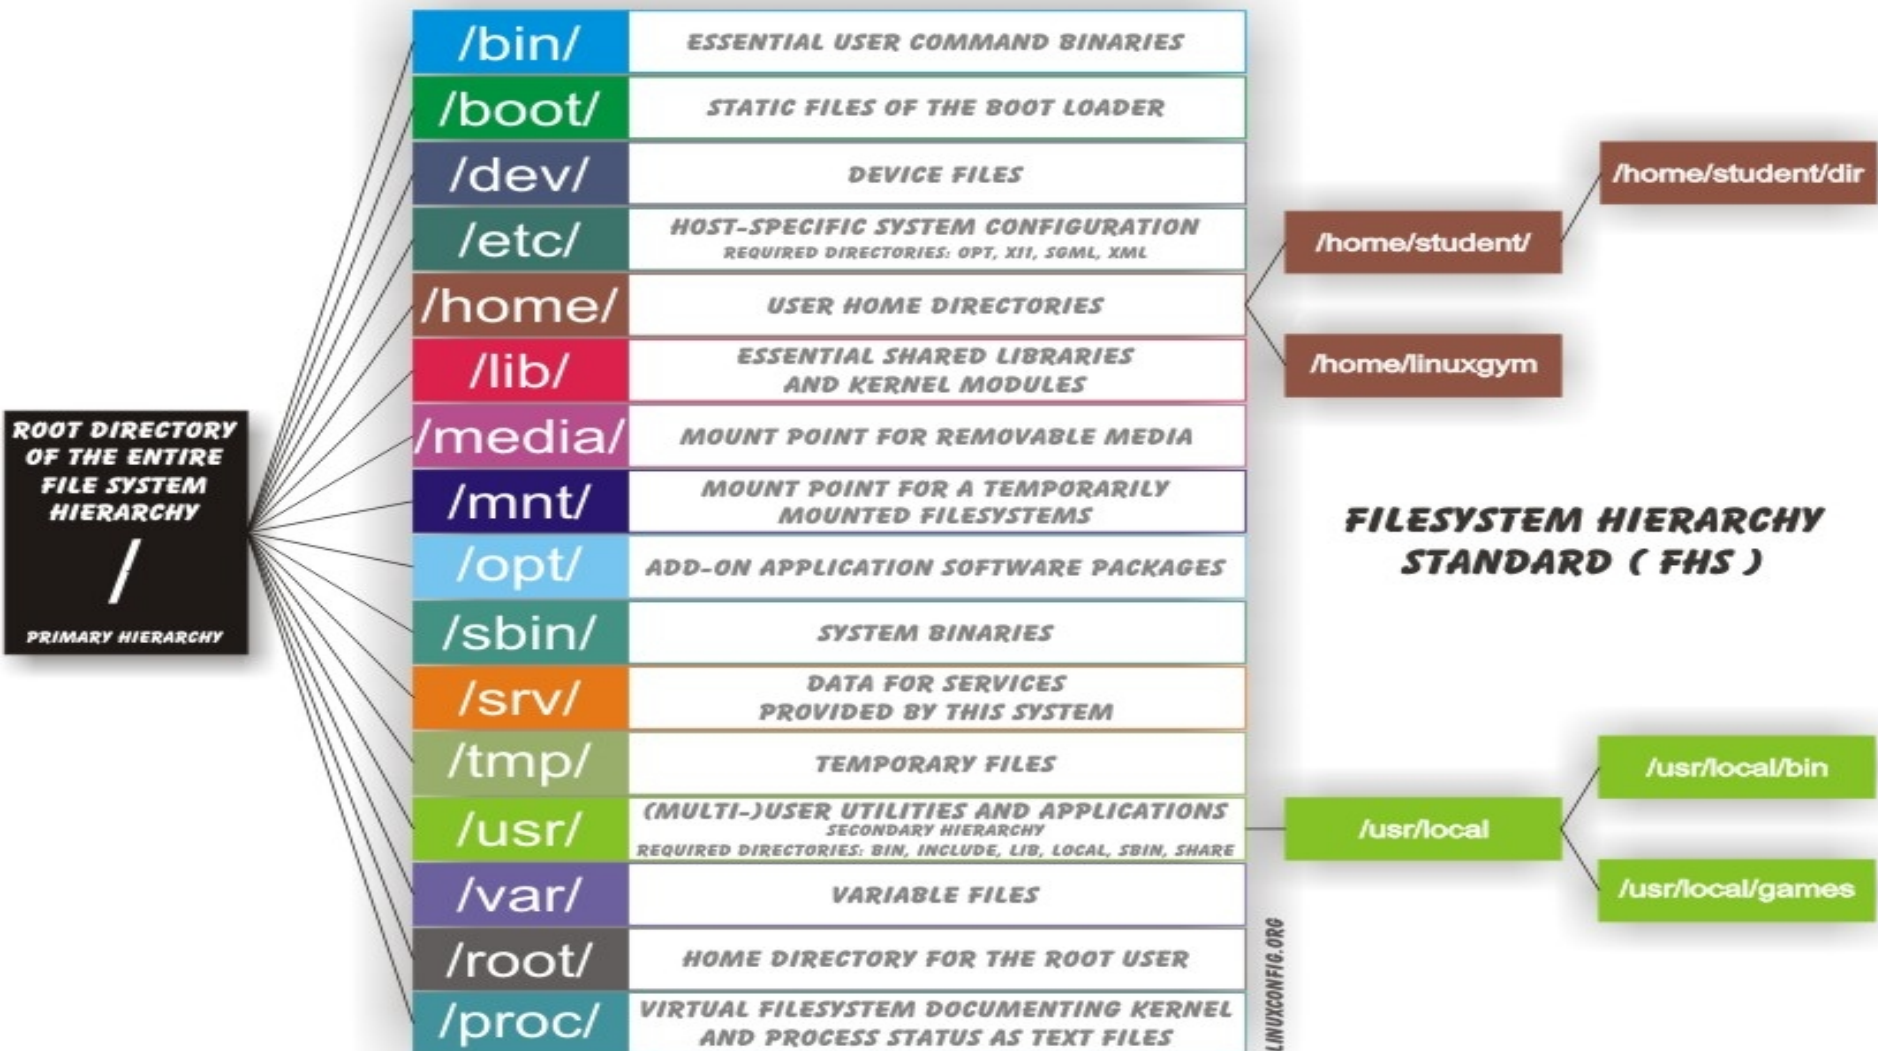 /bin/
ESSENTIAL USER COMMAND BINARIES
/boot/
STATIC FILES OF THE BOOT LOADER
/dev/
DEVICE FILES
/etc/
HOST-SPECIFIC SYSTEM CONFIGURATION
REQUIRED DIRECTORIES: OPT, X11, SGML, XML
/home/
USER HOME DIRECTORIES
/home/student/
/home/student/dir
/home/linuxgym
/lib/
ESSENTIAL SHARED LIBRARIES
AND KERNEL MODULES
/media/
MOUNT POINT FOR REMOVABLE MEDIA
ROOT DIRECTORY
OF THE ENTIRE
FILE SYSTEM
HIERARCHY
/
PRIMARY HIERARCHY
/mnt/
MOUNT POINT FOR A TEMPORARILY
MOUNTED FILESYSTEMS
FILESYSTEM HIERARCHY
STANDARD ( FHS )
/opt/
ADD-ON APPLICATION SOFTWARE PACKAGES
/sbin/
SYSTEM BINARIES
/srv/
DATA FOR SERVICES
PROVIDED BY THIS SYSTEM
/tmp/
TEMPORARY FILES
/usr/
(MULTI-)USER UTILITIES AND APPLICATIONS
SECONDARY HIERARCHY
REQUIRED DIRECTORIES: BIN, INCLUDE, LIB, LOCAL, SBIN, SHARE
/usr/local
/usr/local/bin
/usr/local/games
/var/
VARIABLE FILES
/root/
HOME DIRECTORY FOR THE ROOT USER
/proc/
VIRTUAL FILESYSTEM DOCUMENTING KERNEL
AND PROCESS STATUS AS TEXT FILES
LINUXCONFIG.ORG